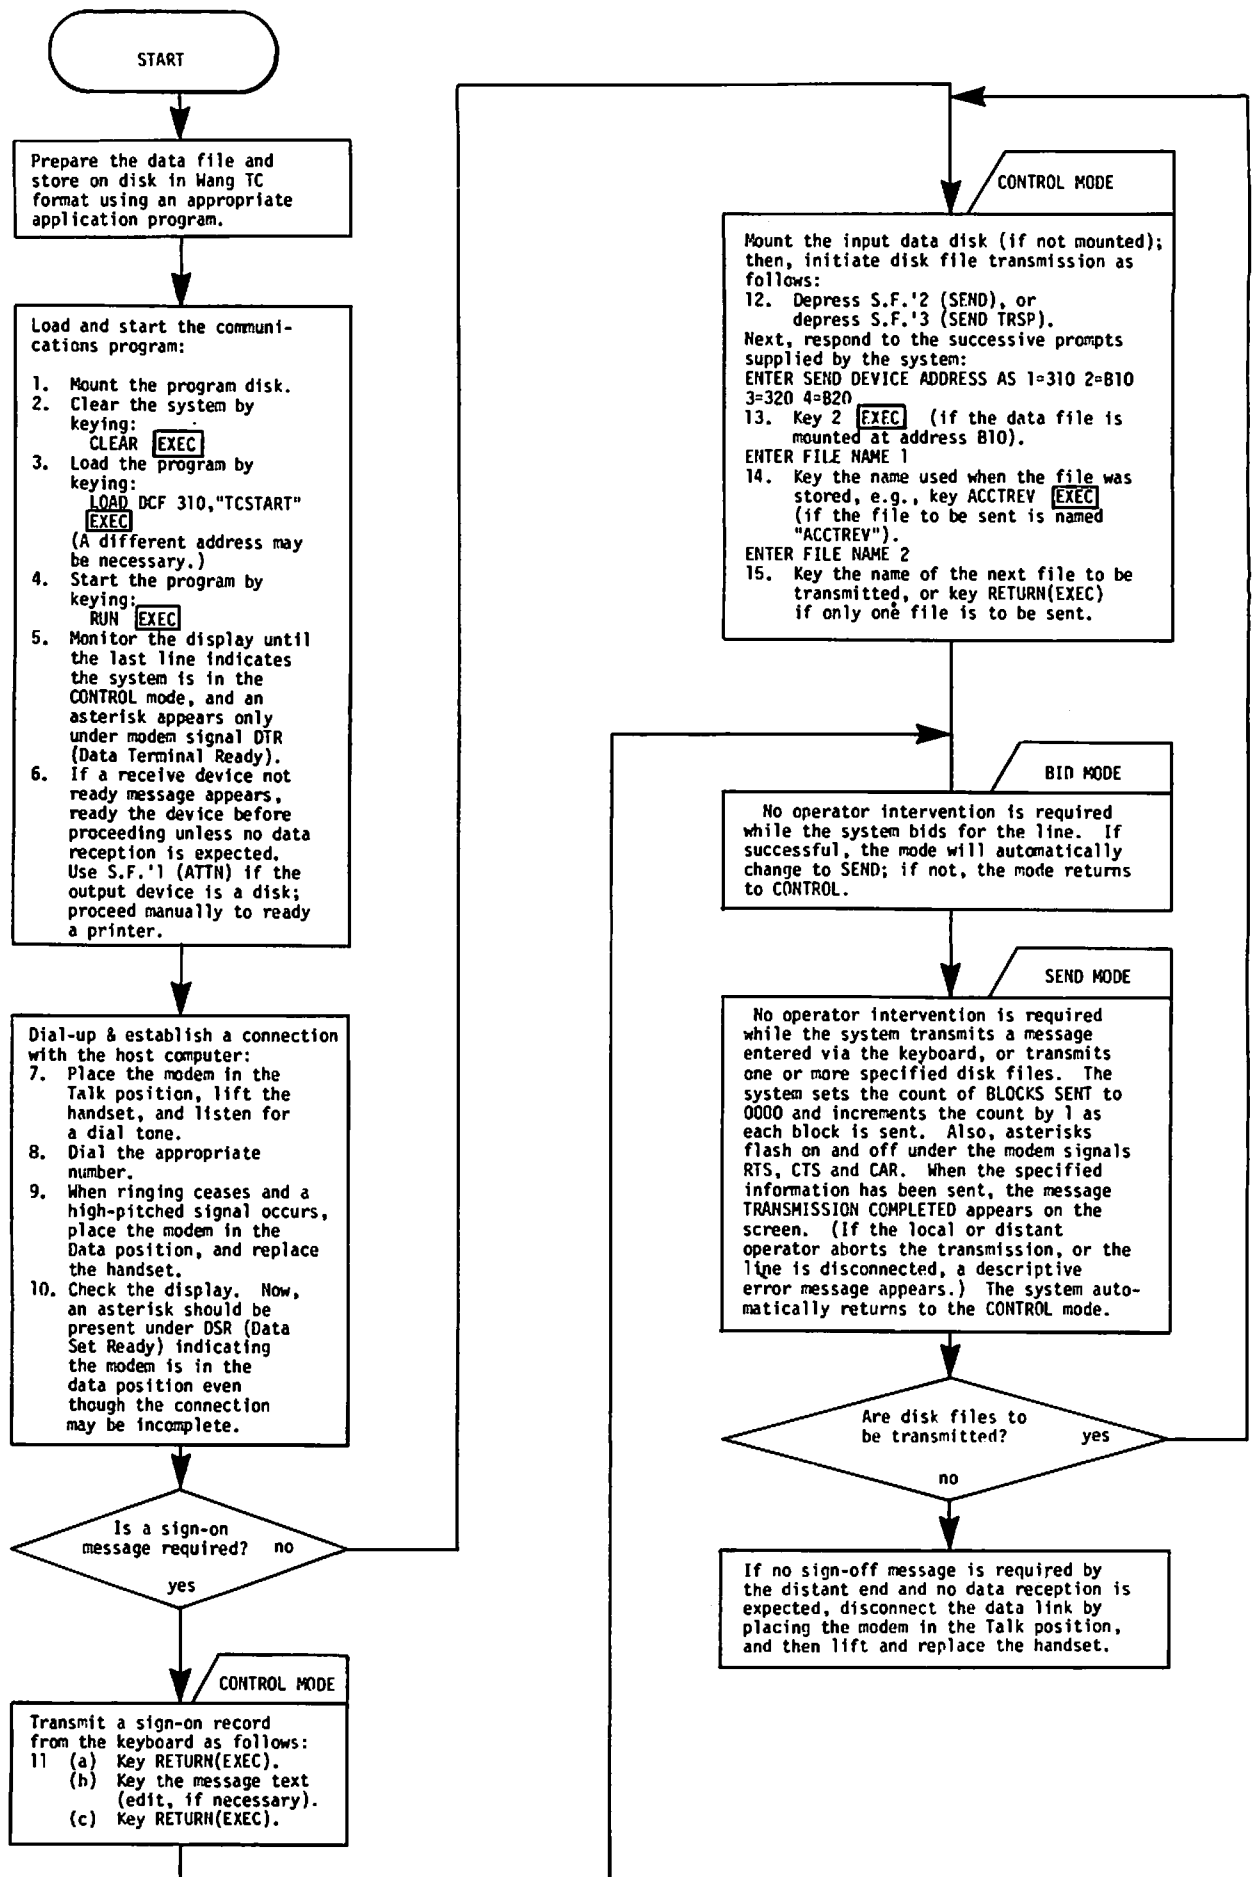 START
Prepare the data file and
store on disk in Wang TC
format using an appropriate
application program.
Load and start the communi-
cations program:
1. Mount the program disk.
2. Clear the system by
keying:
CLEAR EXEC
3. Load the program by
keying:
LOAD DCF 310,"TCSTART"
EXEC
(A different address may
be necessary.)
4. Start the program by
keying:
RUN EXEC
5. Monitor the display until
the last line indicates
the system is in the
CONTROL mode, and an
asterisk appears only
under modem signal DTR
(Data Terminal Ready).
6. If a receive device not
ready message appears,
ready the device before
proceeding unless no data
reception is expected.
Use S.F.'1 (ATTN) if the
output device is a disk;
proceed manually to ready
a printer.
Dial-up & establish a connection
with the host computer:
7. Place the modem in the
Talk position, lift the
handset, and listen for
a dial tone.
8. Dial the appropriate
number.
9. When ringing ceases and a
high-pitched signal occurs,
place the modem in the
Data position, and replace
the handset.
10. Check the display. Now,
an asterisk should be
present under DSR (Data
Set Ready) indicating
the modem is in the
data position even
though the connection
may be incomplete.
Is a sign-on
message required? no
yes
CONTROL MODE
Transmit a sign-on record
from the keyboard as follows:
11 (a) Key RETURN(EXEC).
(b) Key the message text
(edit, if necessary).
(c) Key RETURN(EXEC).
CONTROL MODE
Mount the input data disk (if not mounted);
then, initiate disk file transmission as
follows:
12. Depress S.F.'2 (SEND), or
depress S.F.'3 (SEND TRSP).
Next, respond to the successive prompts
supplied by the system:
ENTER SEND DEVICE ADDRESS AS 1=310 2=B10
3=320 4=B20
13. Key 2 EXEC (if the data file is
mounted at address B10).
ENTER FILE NAME 1
14. Key the name used when the file was
stored, e.g., key ACCTREV EXEC
(if the file to be sent is named
"ACCTREV").
ENTER FILE NAME 2
15. Key the name of the next file to be
transmitted, or key RETURN(EXEC)
if only one file is to be sent.
BID MODE
No operator intervention is required
while the system bids for the line. If
successful, the mode will automatically
change to SEND; if not, the mode returns
to CONTROL.
SEND MODE
No operator intervention is required
while the system transmits a message
entered via the keyboard, or transmits
one or more specified disk files. The
system sets the count of BLOCKS SENT to
0000 and increments the count by 1 as
each block is sent. Also, asterisks
flash on and off under the modem signals
RTS, CTS and CAR. When the specified
information has been sent, the message
TRANSMISSION COMPLETED appears on the
screen. (If the local or distant
operator aborts the transmission, or the
line is disconnected, a descriptive
error message appears.) The system auto-
matically returns to the CONTROL mode.
Are disk files to
be transmitted? yes
no
If no sign-off message is required by
the distant end and no data reception is
expected, disconnect the data link by
placing the modem in the Talk position,
and then lift and replace the handset.